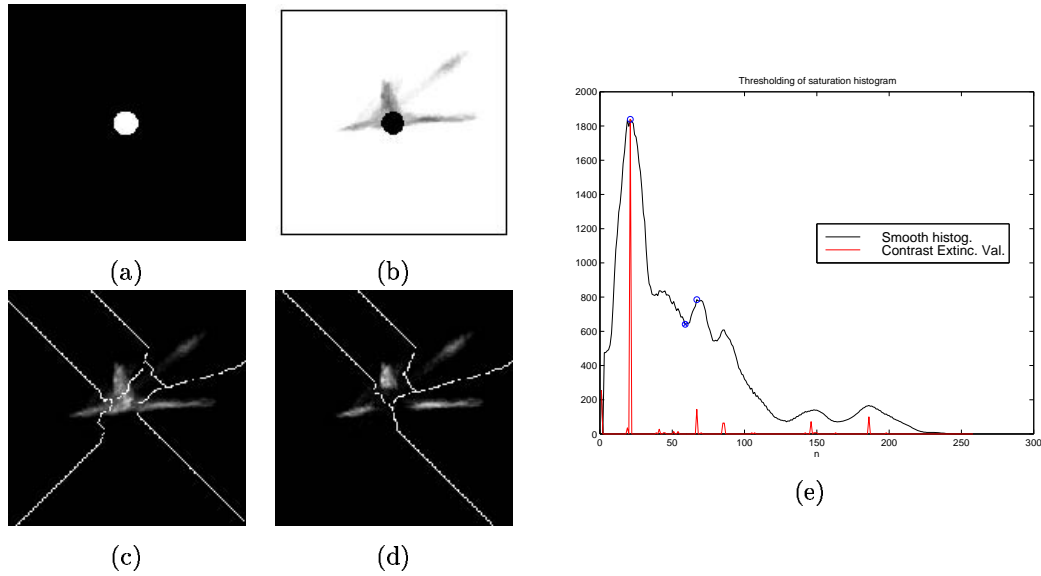 (a)
(b)
(c)
(d)
Thresholding of saturation histogram
2000
1800
1600
1400
1200
1000
800
600
400
200
0
0 50 100 150 200 250 300
n
Smooth histog.
Contrast Extinc. Val.
(e)